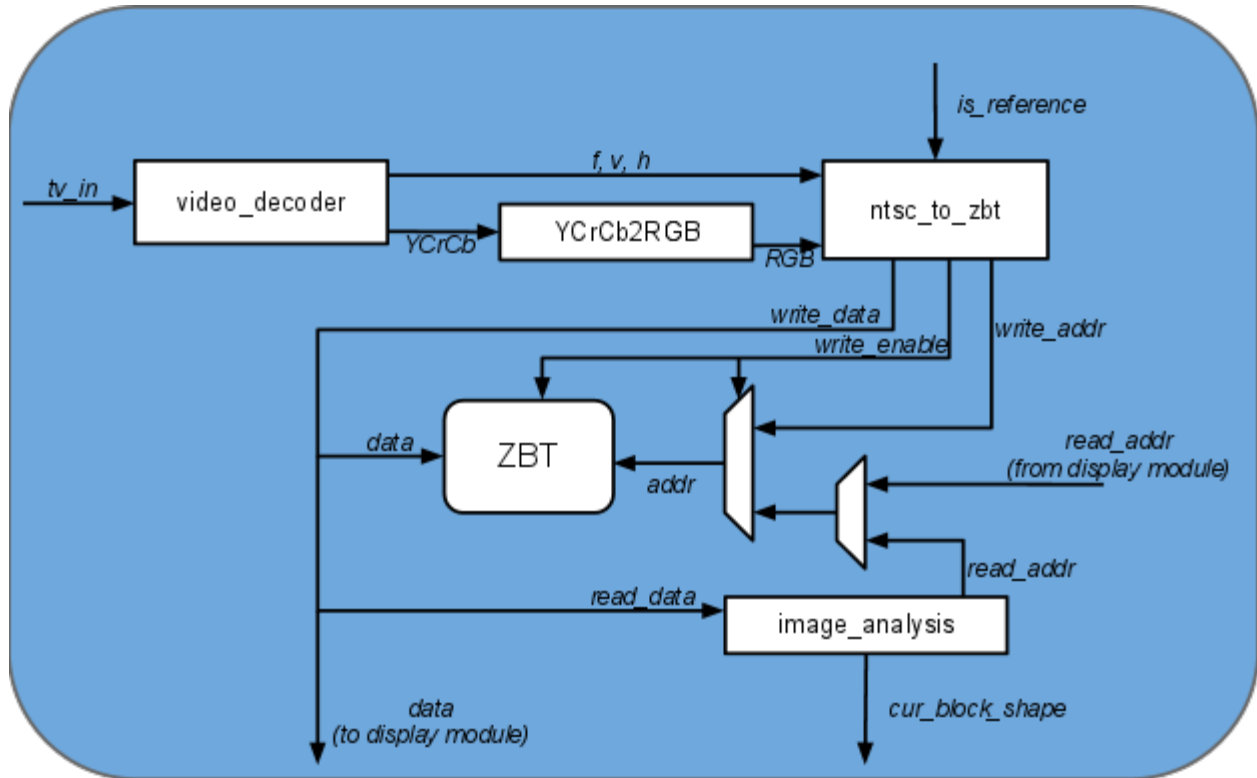 is_reference
tv_in
video_decoder
f, v, h
YCrCb
YCrCb2RGB
RGB
ntsc_to_zbt
write_data
write_enable
write_addr
data
ZBT
addr
read_addr
(from display module)
read_addr
read_data
image_analysis
data
(to display module)
cur_block_shape